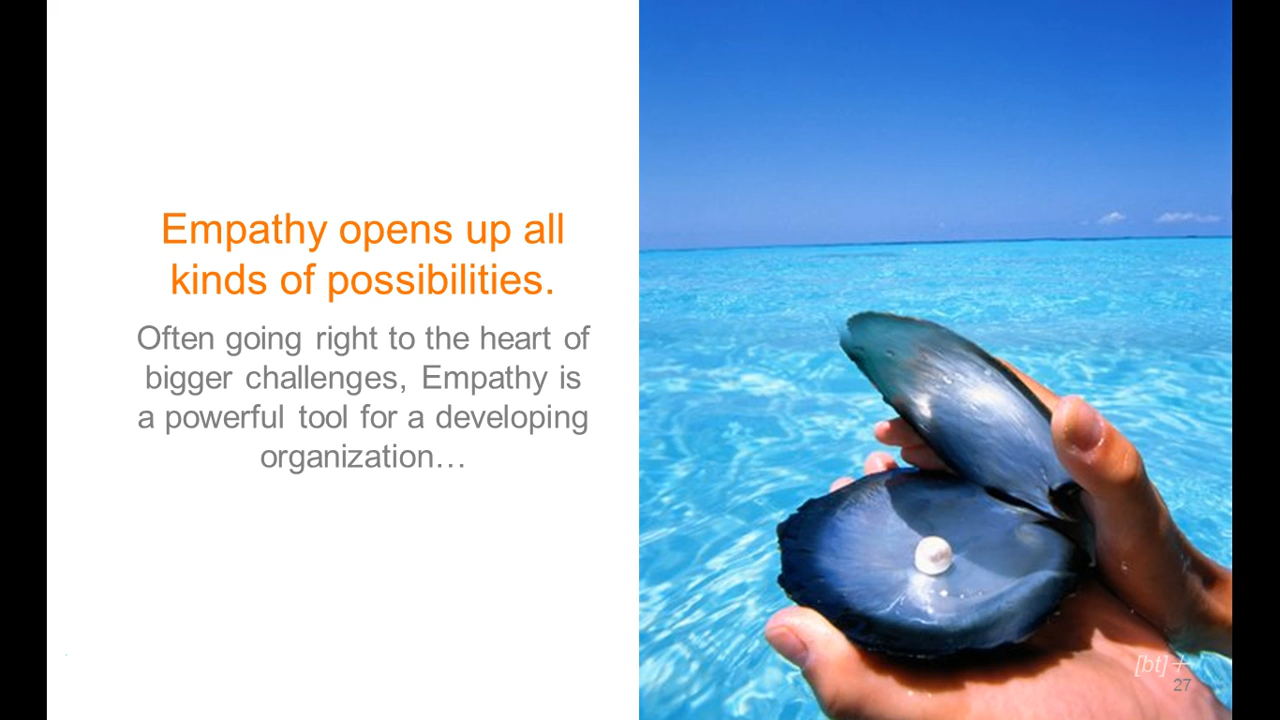 Empathy opens up all
kinds of possibilities.
Often going right to the heart of
bigger challenges, Empathy is
a powerful tool for a developing
organization…
[bt]+
27